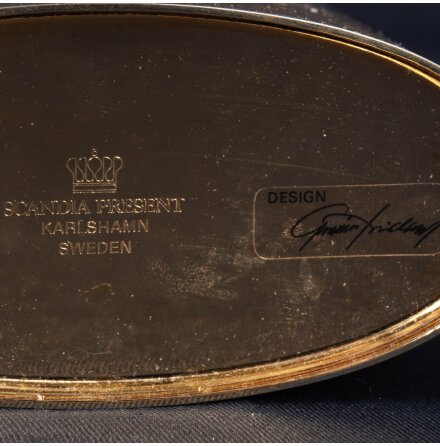 SCANDIA PRESENT
KARLSHAMN
SWEDEN
DESIGN